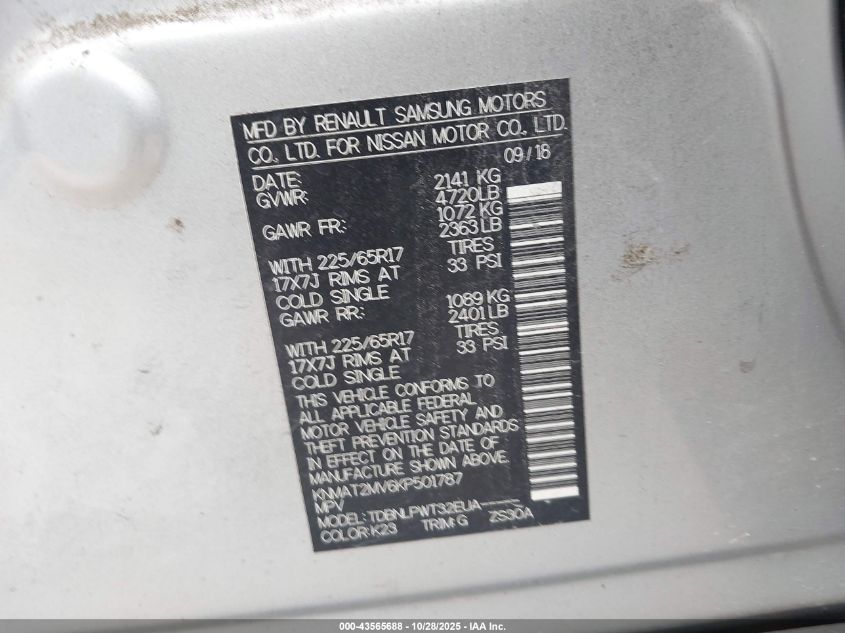 MFD BY RENAULT SAMSUNG MOTORS
CO., LTD. FOR NISSAN MOTOR CO., LTD.
DATE: 09/18
GVWR: 2141 KG
4720LB
GAWR FR: 1072 KG
2363 LB
WITH 225/65R17 TIRES
17X7J RIMS AT 33 PSI
COLD SINGLE
GAWR RR: 1089 KG
2401 LB
WITH 225/65R17 TIRES
17X7J RIMS AT 33 PSI
COLD SINGLE
THIS VEHICLE CONFORMS TO
ALL APPLICABLE FEDERAL
MOTOR VEHICLE SAFETY AND
THEFT PREVENTION STANDARDS
IN EFFECT ON THE DATE OF
MANUFACTURE SHOWN ABOVE.
KNMAT2MV6KP501787
MPV
MODEL: TDBNLPWT32EUA-----
COLOR:K23 TRIM:G ZS30A
000-43565688 - 10/28/2025 - IAA Inc.